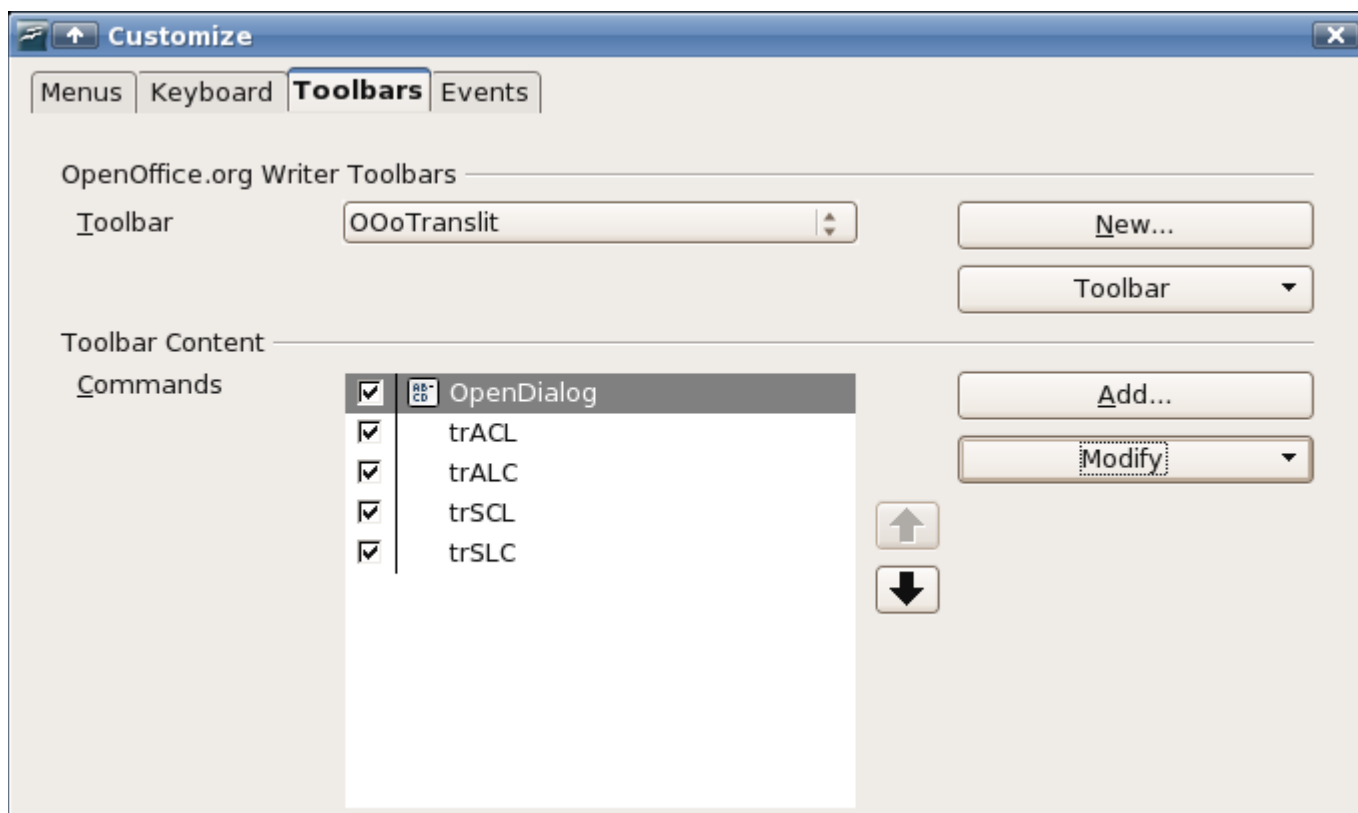 Customize
Menus Keyboard Toolbars Events
OpenOffice.org Writer Toolbars
Toolbar OOoTranslit New...
Toolbar
Toolbar Content
Commands OpenDialog Add...
trACL
trALC Modify
trSCL
trSLC